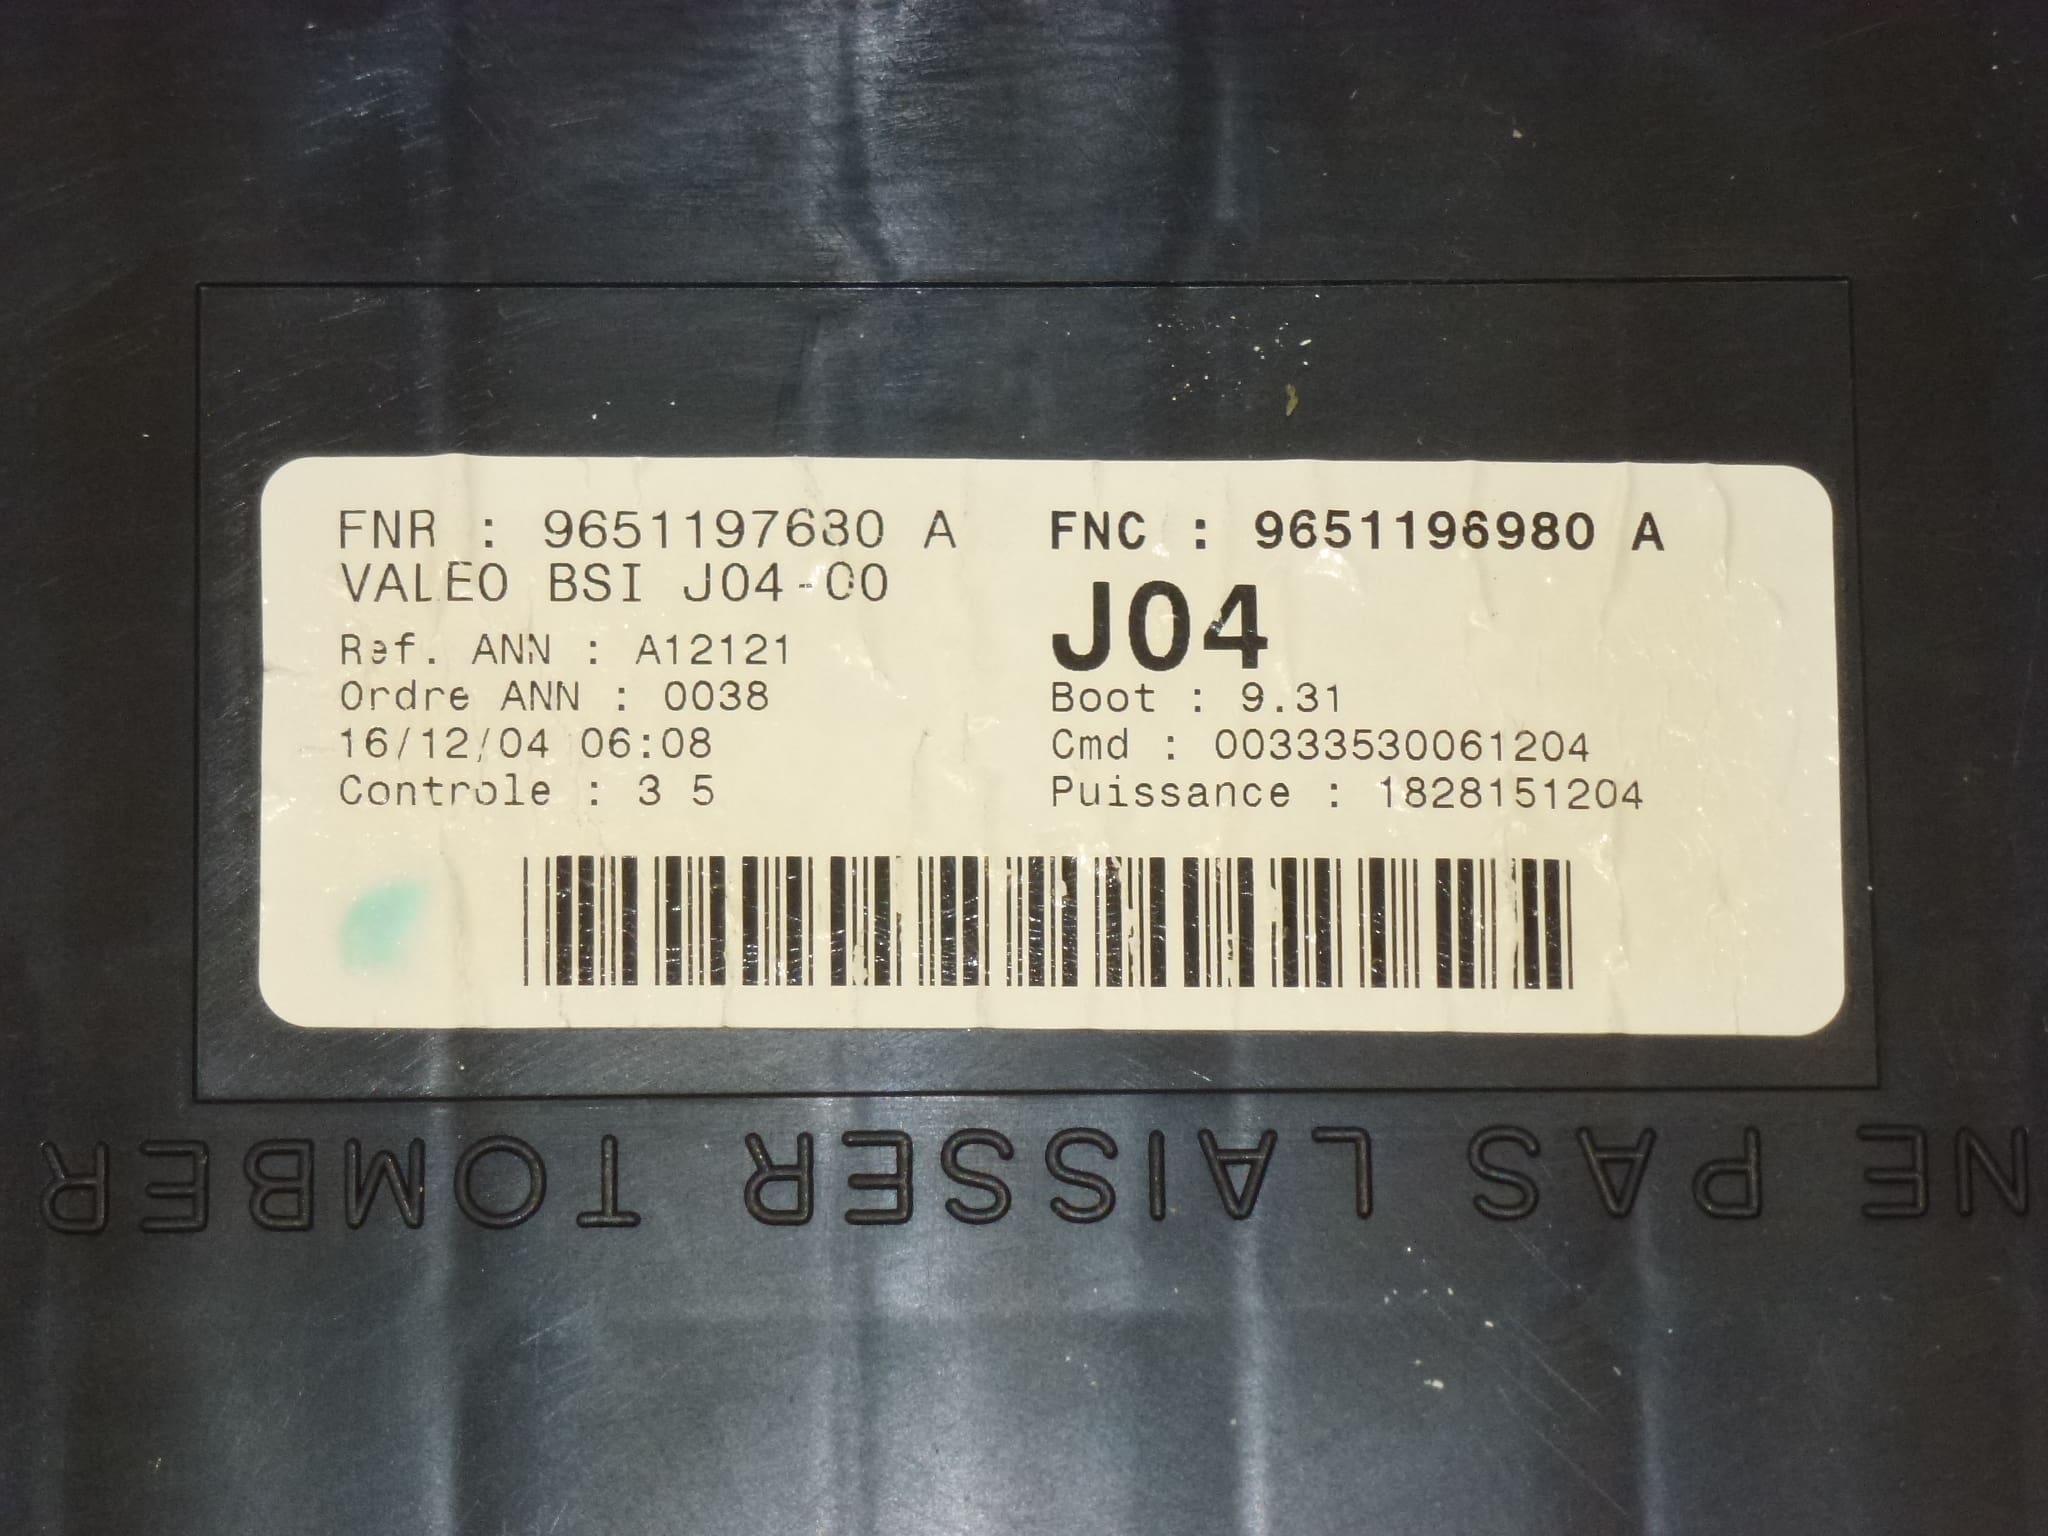 FNR : 9651197680 A
VALEO BSI J04-00
Ref. ANN : A12121
Ordre ANN : 0038
16/12/04 06:08
Controle : 3 5
FNC : 9651196980 A
J04
Boot : 9.31
Cmd : 00333530061204
Puissance : 1828151204
NE PAS LAISSER TOMBER